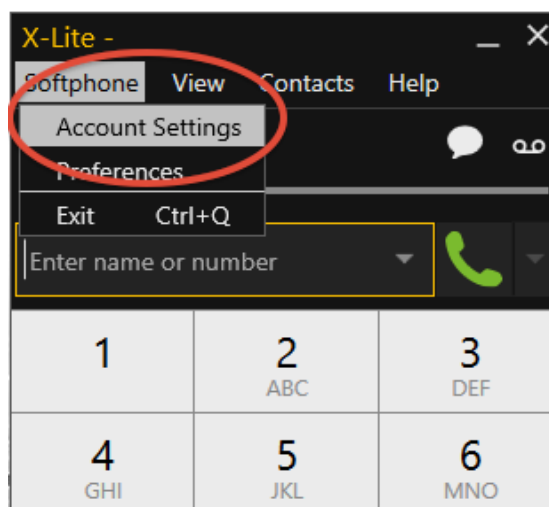 X-Lite -
Softphone View Contacts Help
Account Settings
Preferences
Exit Ctrl+Q
Enter name or number
1 2 3
ABC DEF
4 5 6
GHI JKL MNO